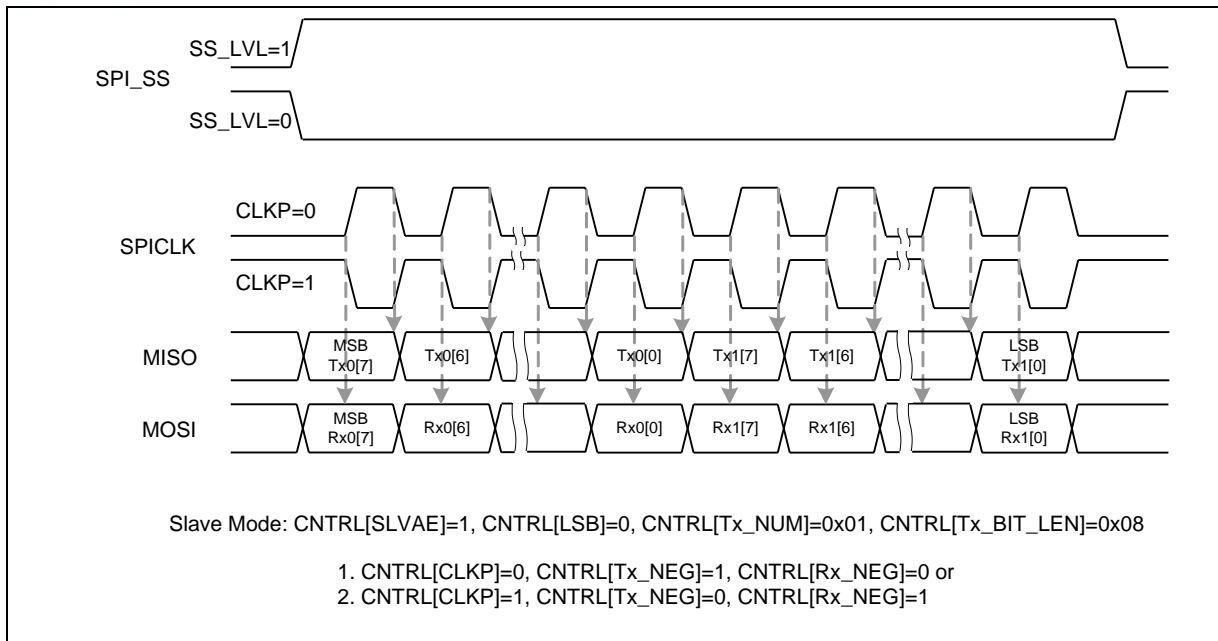 SS_LVL=1
SPI_SS
SS_LVL=0
CLKP=0
SPICLK
CLKP=1
MISO
MSB
Tx0[7]
Tx0[6]
Tx0[0]
Tx1[7]
Tx1[6]
LSB
Tx1[0]
MOSI
MSB
Rx0[7]
Rx0[6]
Rx0[0]
Rx1[7]
Rx1[6]
LSB
Rx1[0]
Slave Mode: CNTRL[SLVAE]=1, CNTRL[LSB]=0, CNTRL[Tx_NUM]=0x01, CNTRL[Tx_BIT_LEN]=0x08
1. CNTRL[CLKP]=0, CNTRL[Tx_NEG]=1, CNTRL[Rx_NEG]=0 or
2. CNTRL[CLKP]=1, CNTRL[Tx_NEG]=0, CNTRL[Rx_NEG]=1